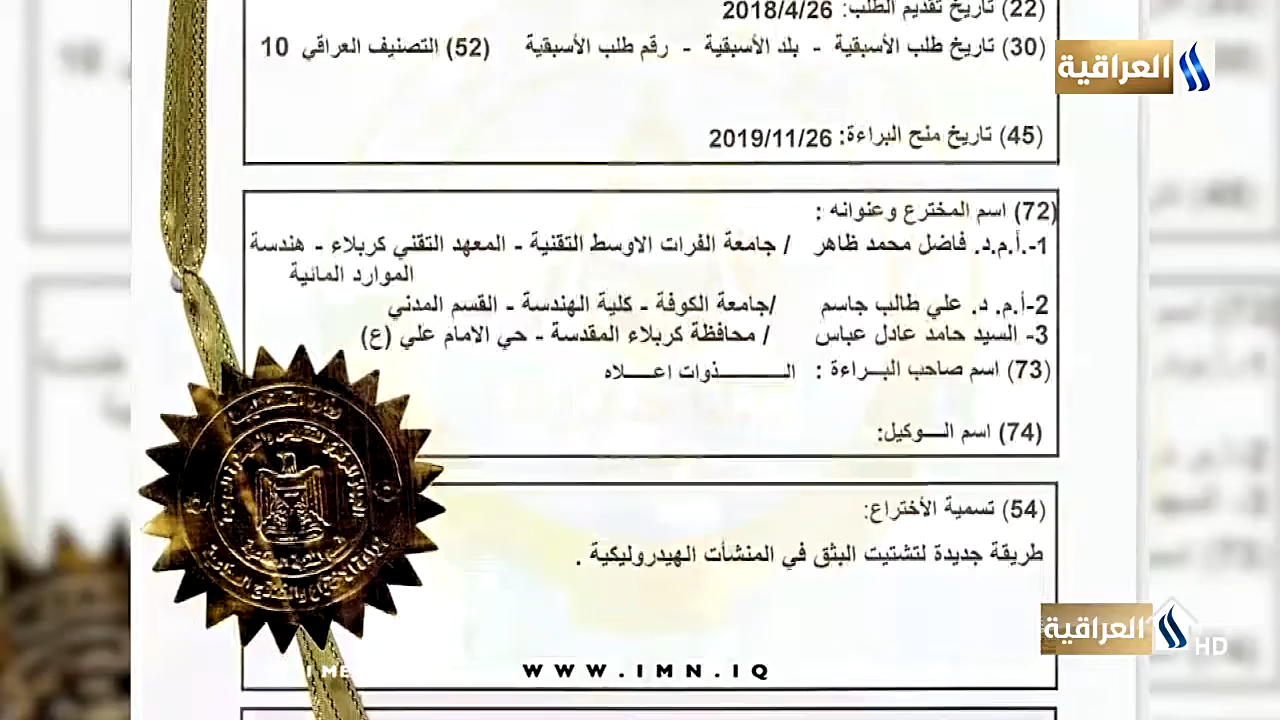 (22) تاريخ تقديم الطلب: 2018/4/26
(30) تاريخ طلب الأسبقية - بلد الأسبقية - رقم طلب الأسبقية (52) التصنيف العراقي 10
العراقية
(45) تاريخ منح البراءة: 2019/11/26
(72) اسم المخترع وعنوانه :
1-.أ.م.د. فاضل محمد ظاهر / جامعة الفرات الاوسط التقنية - المعهد التقني كربلاء - هندسة
الموارد المائية
2-أ.م. د. علي طالب جاسم /جامعة الكوفة - كلية الهندسة - القسم المدني
3- السيد حامد عادل عباس / محافظة كربلاء المقدسة - حي الامام علي (ع)
(73) اسم صاحب البـــراءة : الـــــــــــذوات اعـــــلاه
(74) اسم الـــوكيل:
(54) تسمية الأختراع:
طريقة جديدة لتشتيت البثق في المنشأت الهيدروليكية .
العراقية HD
WWW.IMN.IQ